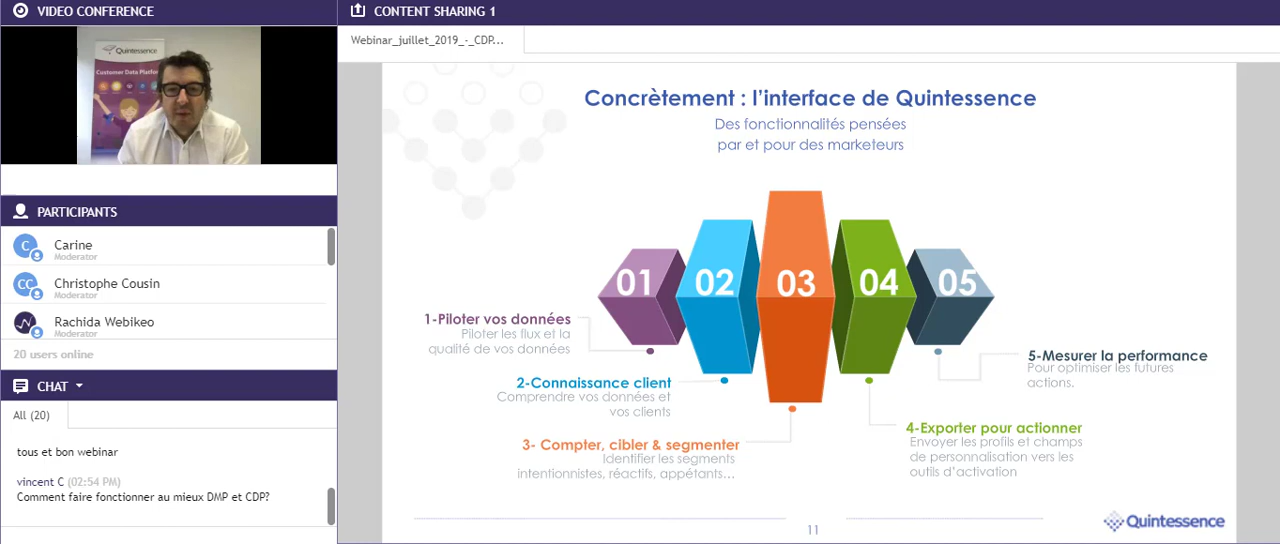 VIDEO CONFERENCE
Quintessence
Customer Data Platfo
PARTICIPANTS
C
Carine
Moderator
CC
Christophe Cousin
Moderator
Rachida Webikeo
Moderator
20 users online
CHAT
All (20)
tous et bon webinar
vincent C (02:54 PM)
Comment faire fonctionner au mieux DMP et CDP?
CONTENT SHARING 1
Webinar_juillet_2019_-_CDP...
Concrètement : l’interface de Quintessence
Des fonctionnalités pensées
par et pour des marketeurs
01
02
03
04
05
1-Piloter vos données
Piloter les flux et la
qualité de vos données
2-Connaissance client
Comprendre vos données et
vos clients
3- Compter, cibler & segmenter
Identifier les segments
intentionnistes, réactifs, appétants...
4-Exporter pour actionner
Envoyer les profils et champs
de personnalisation vers les
outils d’activation
5-Mesurer la performance
Pour optimiser les futures
actions.
11
Quintessence